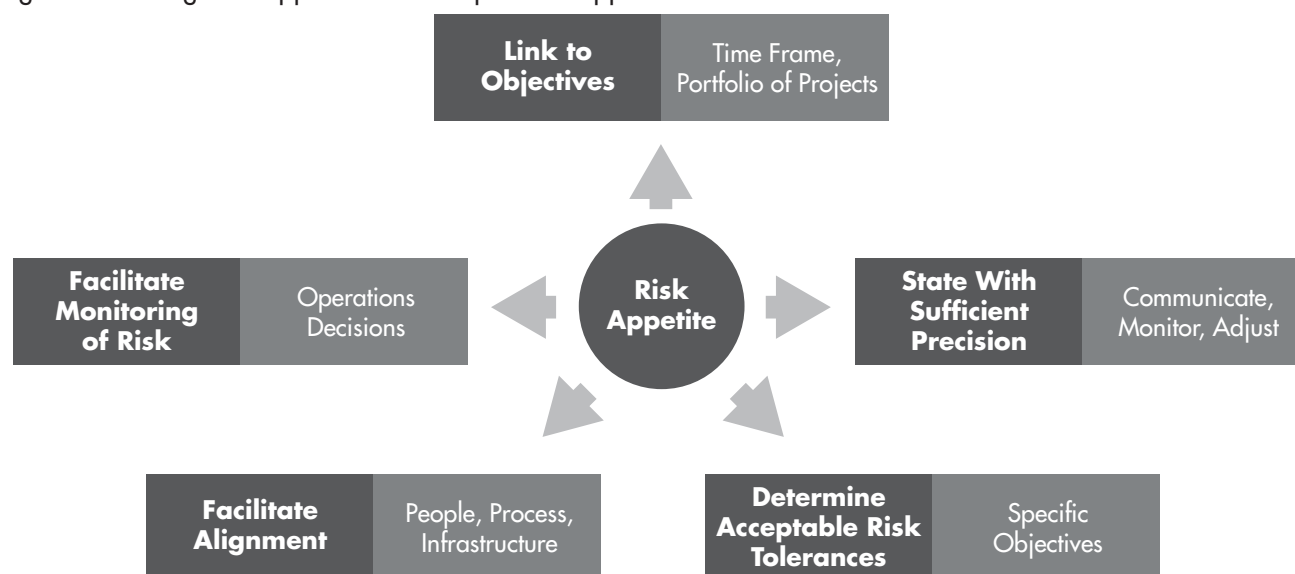 Link to
Objectives
Time Frame,
Portfolio of Projects
Facilitate
Monitoring
of Risk
Operations
Decisions
Risk
Appetite
State With
Sufficient
Precision
Communicate,
Monitor, Adjust
Facilitate
Alignment
People, Process,
Infrastructure
Determine
Acceptable Risk
Tolerances
Specific
Objectives